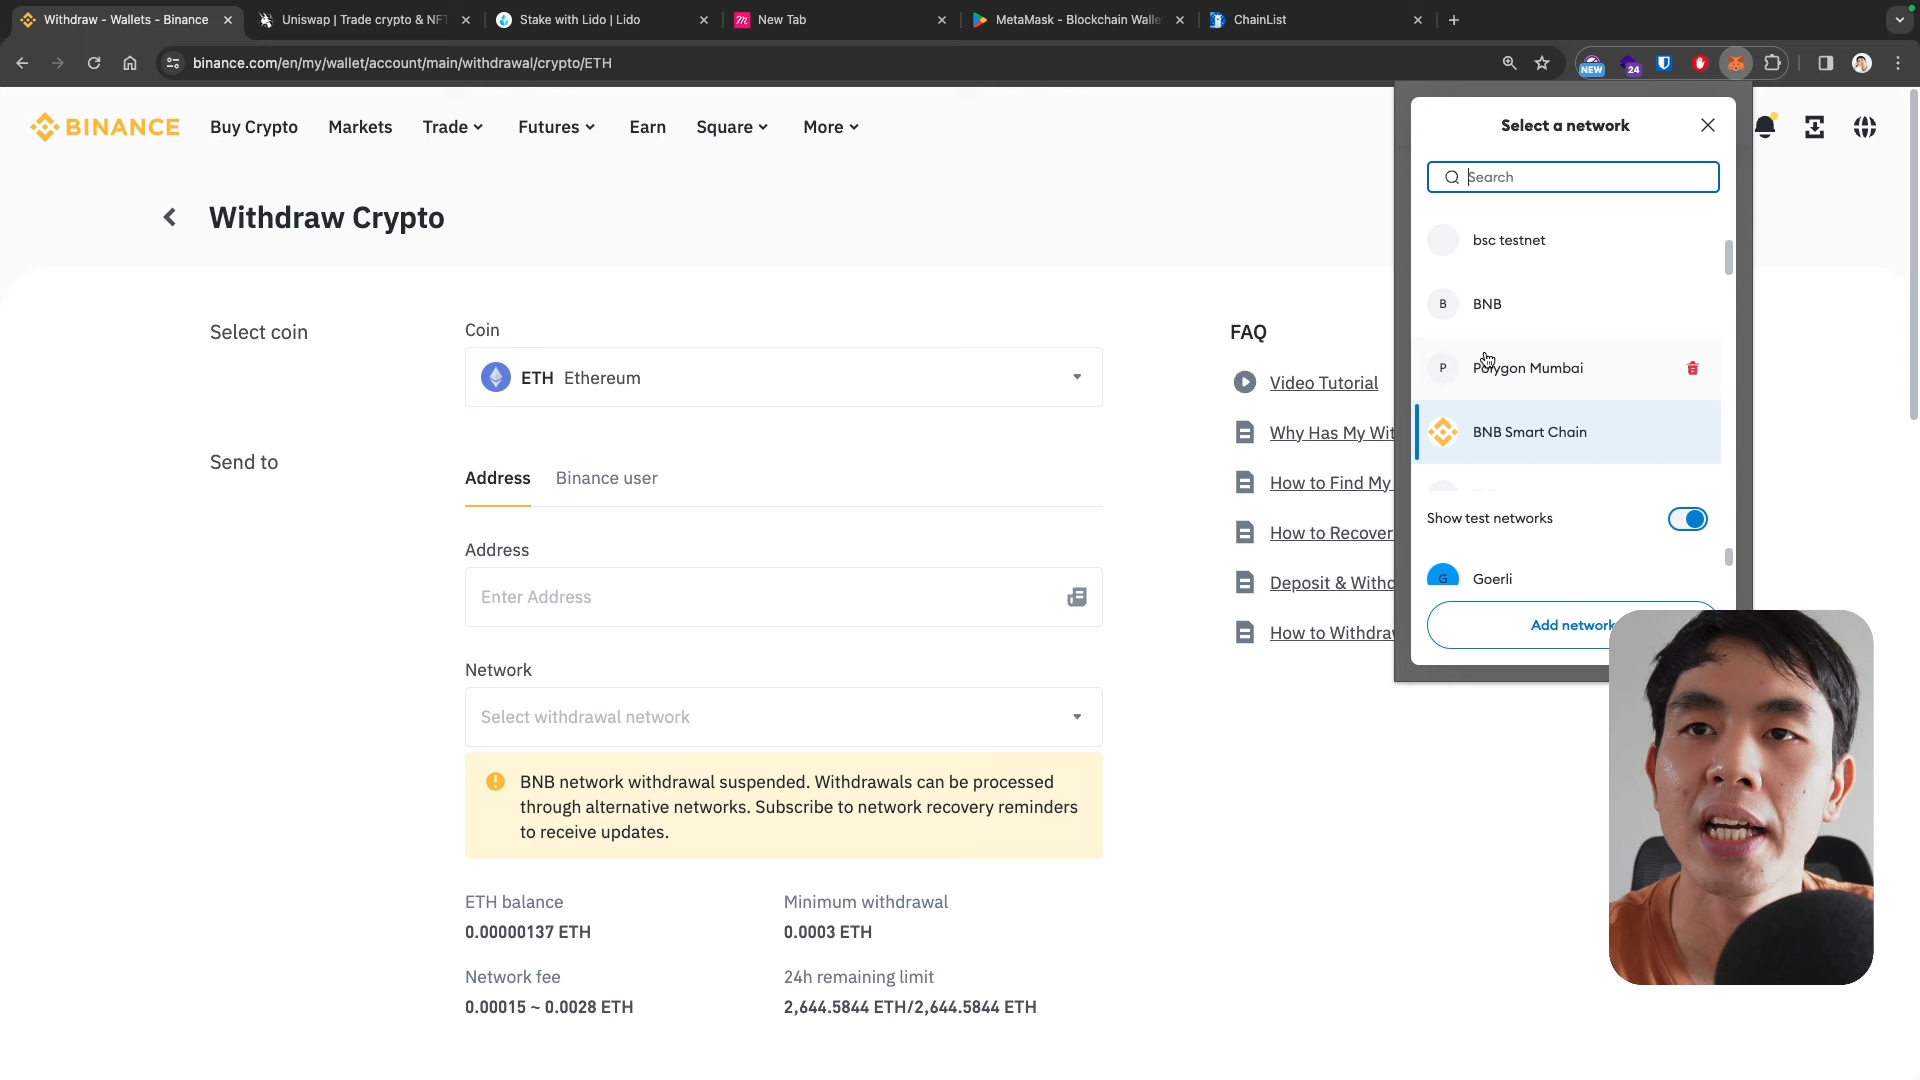 Withdraw - Wallets - Binance
Uniswap | Trade crypto & NFT
Stake with Lido | Lido
New Tab
MetaMask - Blockchain Walle
ChainList
binance.com/en/my/wallet/account/main/withdrawal/crypto/ETH
NEW
24
BINANCE
Buy Crypto
Markets
Trade
Futures
Earn
Square
More
Withdraw Crypto
Select coin
Coin
ETH Ethereum
Send to
Address
Binance user
Address
Enter Address
Network
Select withdrawal network
BNB network withdrawal suspended. Withdrawals can be processed
through alternative networks. Subscribe to network recovery reminders
to receive updates.
ETH balance
0.00000137 ETH
Minimum withdrawal
0.0003 ETH
Network fee
0.00015 ~ 0.0028 ETH
24h remaining limit
2,644.5844 ETH/2,644.5844 ETH
FAQ
Video Tutorial
Why Has My Wit
How to Find My
How to Recover
Deposit & Withd
How to Withdra
Select a network
Search
bsc testnet
B BNB
P Polygon Mumbai
BNB Smart Chain
Show test networks
G Goerli
Add network